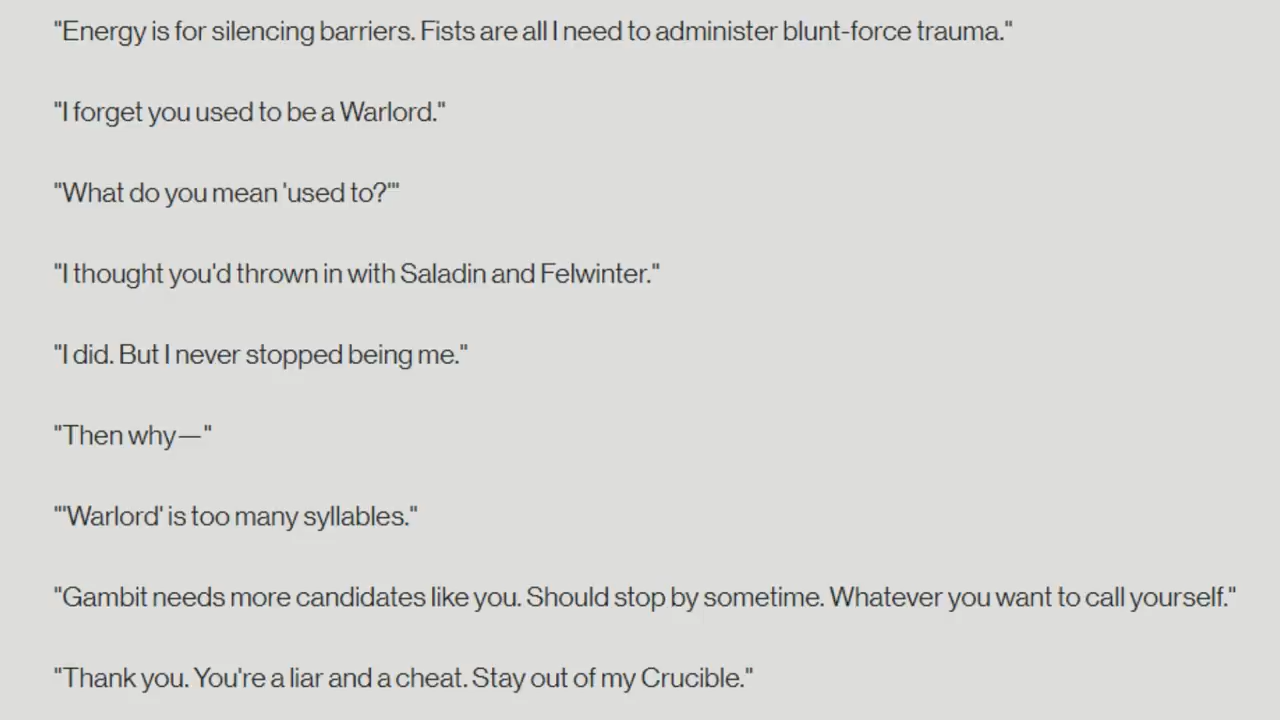 "Energy is for silencing barriers. Fists are all I need to administer blunt-force trauma."
"I forget you used to be a Warlord."
"What do you mean 'used to?'"
"I thought you'd thrown in with Saladin and Felwinter."
"I did. But I never stopped being me."
"Then why—"
"'Warlord' is too many syllables."
"Gambit needs more candidates like you. Should stop by sometime. Whatever you want to call yourself."
"Thank you. You're a liar and a cheat. Stay out of my Crucible."